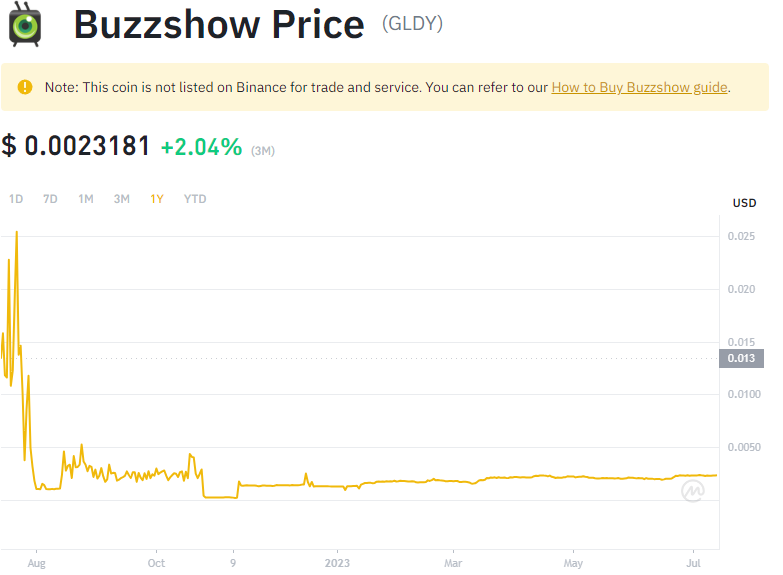 Buzzshow Price (GLDY)
Note: This coin is not listed on Binance for trade and service. You can refer to our How to Buy Buzzshow guide.
$ 0.0023181 +2.04% (3M)
1D 7D 1M 3M 1Y YTD
USD
0.025
0.020
0.015
0.013
0.0100
0.0050
Aug Oct 9 2023 Mar May Jul